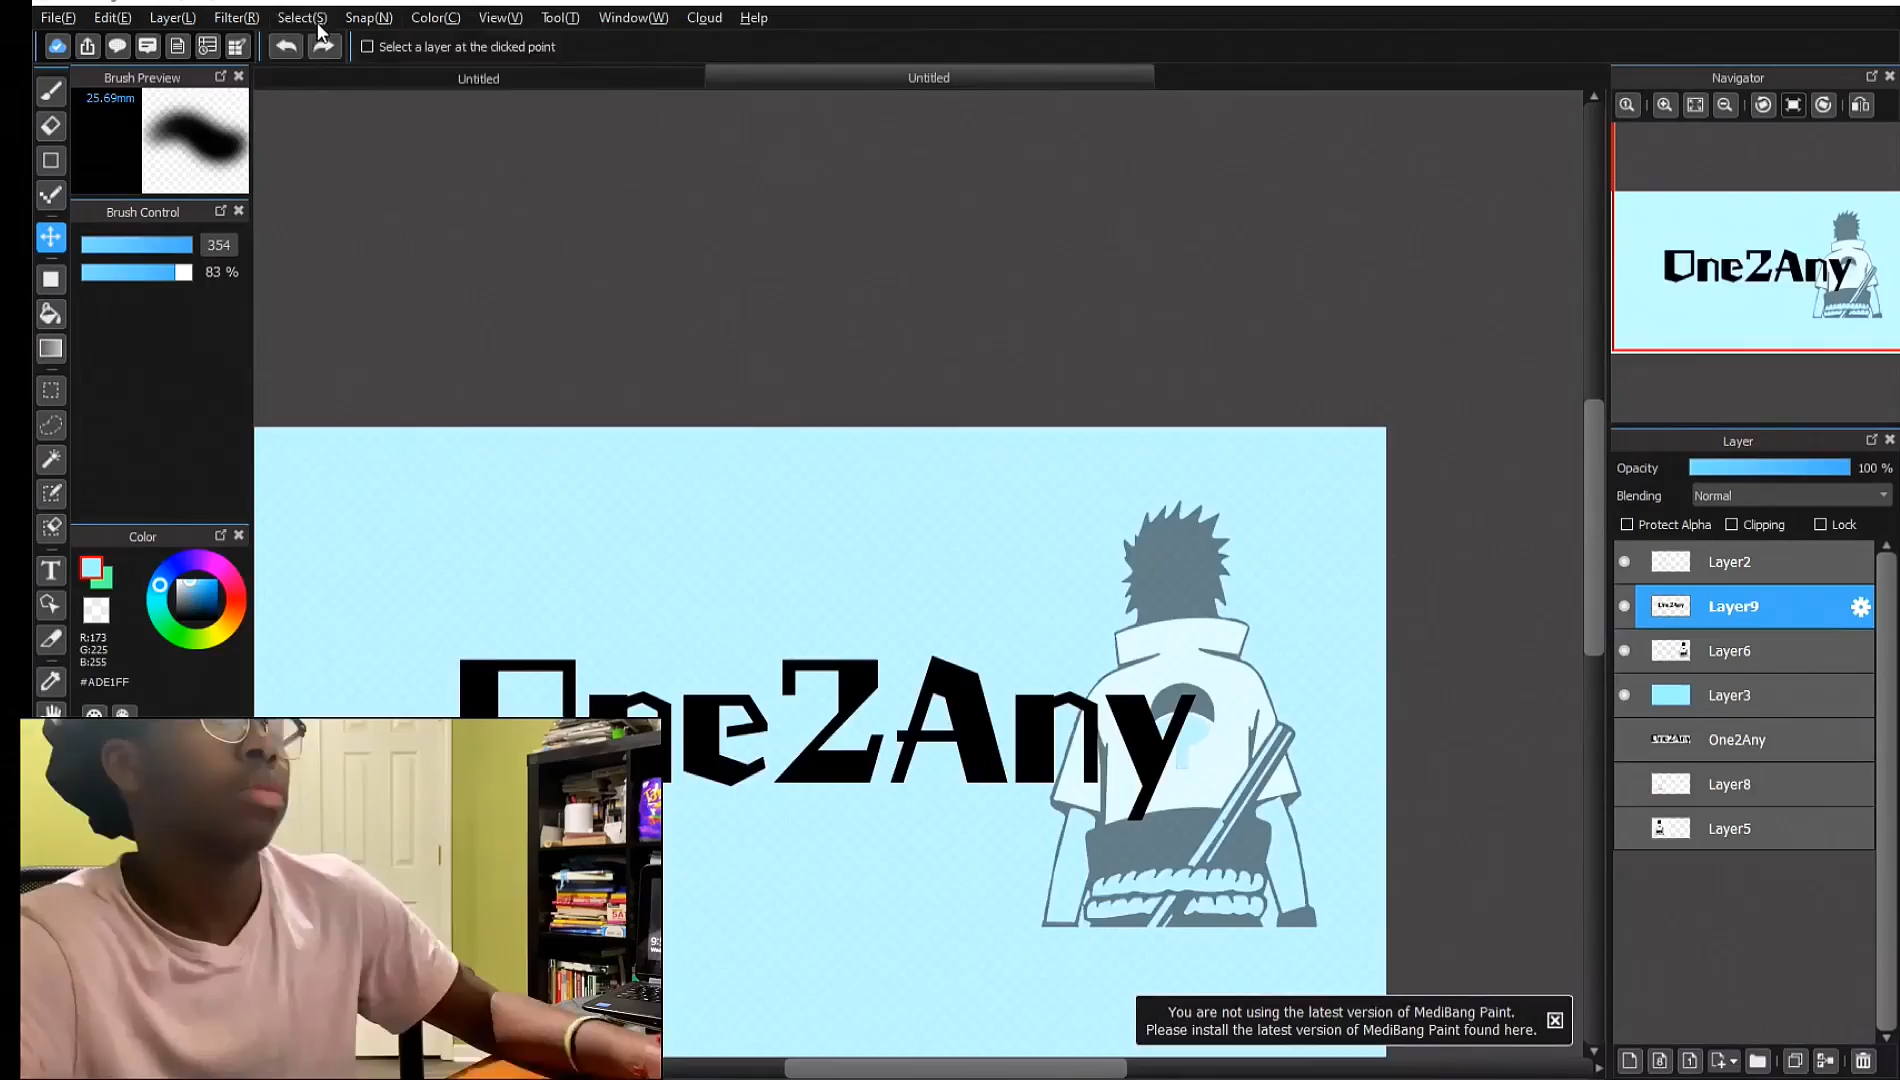 File(F) Edit(E) Layer(L) Filter(R) Select(S) Snap(N) Color(C) View(V) Tool(T) Window(W) Cloud Help
Select a layer at the clicked point
Brush Preview
Untitled
Untitled
Navigator
25.69mm
Brush Control
354
83 %
One2Any
Layer
Opacity
100 %
Blending
Normal
Protect Alpha
Clipping
Lock
Color
Layer2
R:173
G:225
B:255
#ADE1FF
Layer9
Layer6
Layer3
One2Any
Layer8
Layer5
One2Any
You are not using the latest version of MediBang Paint.
Please install the latest version of MediBang Paint found here.